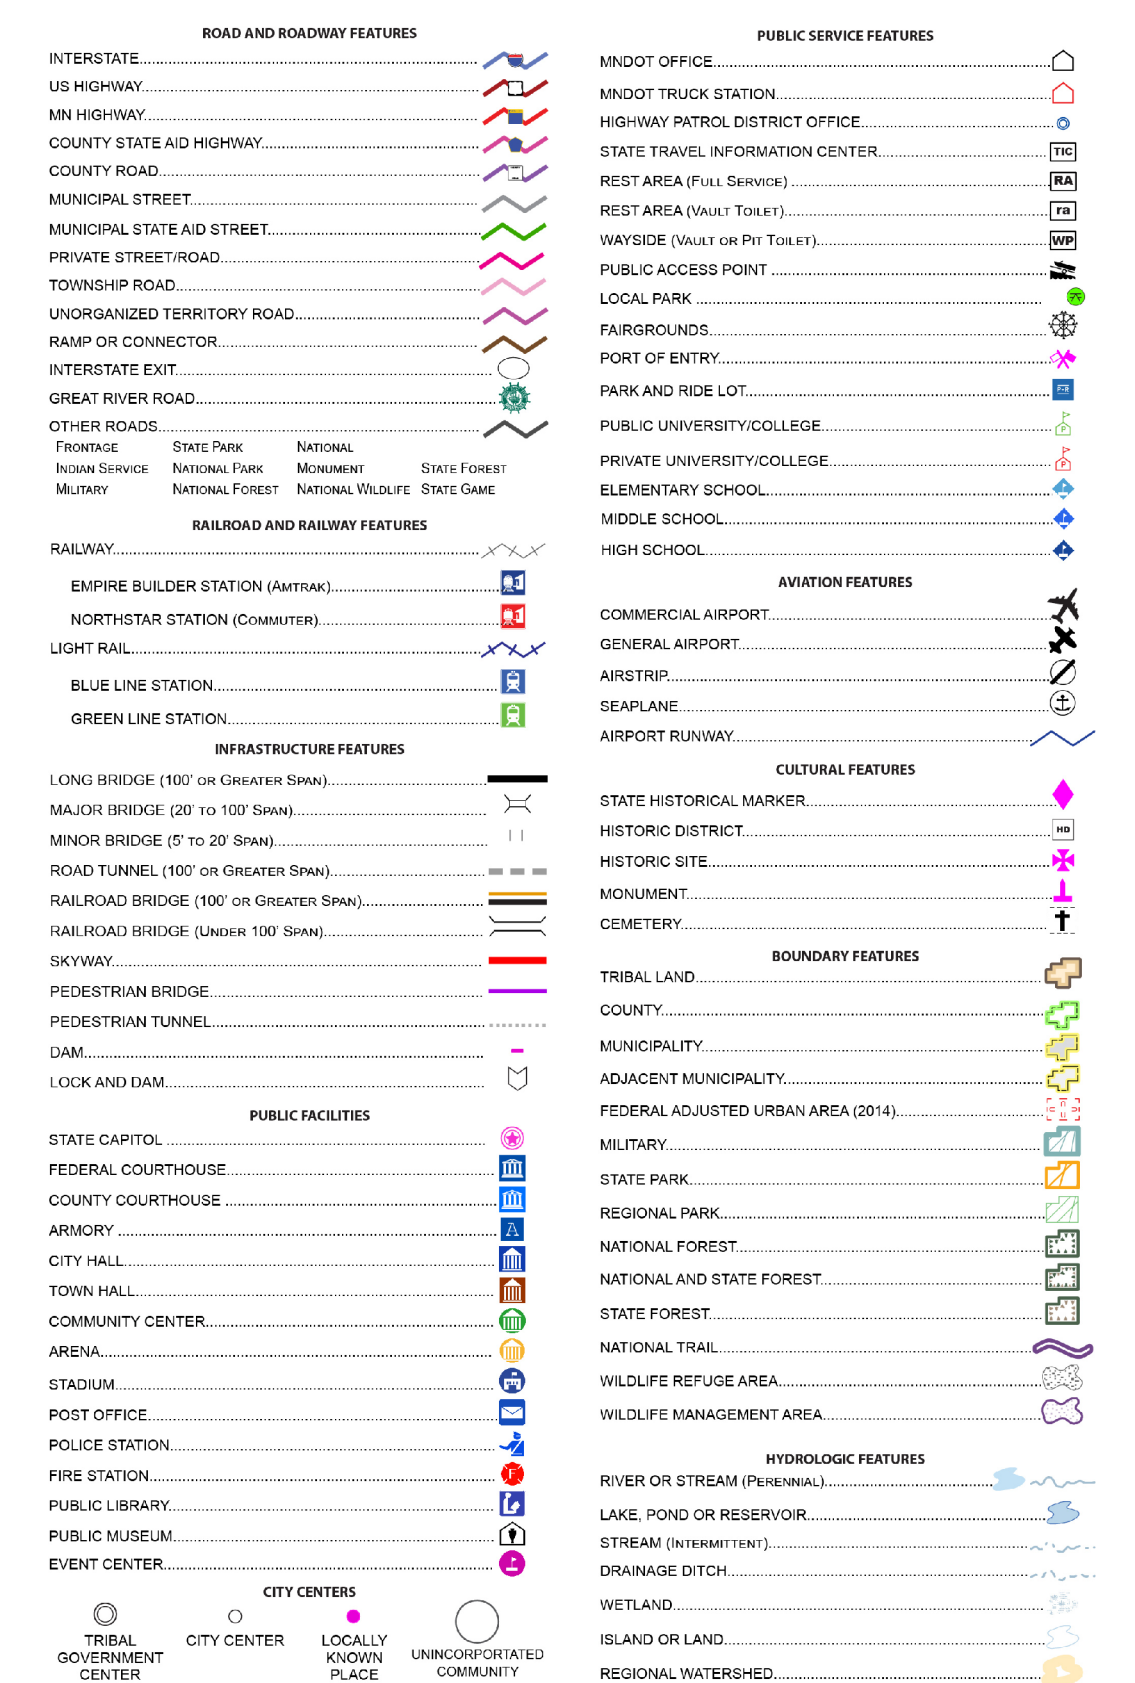 ROAD AND ROADWAY FEATURES
INTERSTATE
US HIGHWAY
MN HIGHWAY
COUNTY STATE AID HIGHWAY
COUNTY ROAD
MUNICIPAL STREET
MUNICIPAL STATE AID STREET
PRIVATE STREET/ROAD
TOWNSHIP ROAD
UNORGANIZED TERRITORY ROAD
RAMP OR CONNECTOR
INTERSTATE EXIT
GREAT RIVER ROAD
OTHER ROADS
FRONTAGE STATE PARK NATIONAL
INDIAN SERVICE NATIONAL PARK MONUMENT STATE FOREST
MILITARY NATIONAL FOREST NATIONAL WILDLIFE STATE GAME
RAILROAD AND RAILWAY FEATURES
RAILWAY
EMPIRE BUILDER STATION (AMTRAK)
NORTHSTAR STATION (COMMUTER)
LIGHT RAIL
BLUE LINE STATION
GREEN LINE STATION
INFRASTRUCTURE FEATURES
LONG BRIDGE (100' OR GREATER SPAN)
MAJOR BRIDGE (20' TO 100' SPAN)
MINOR BRIDGE (5' TO 20' SPAN)
ROAD TUNNEL (100' OR GREATER SPAN)
RAILROAD BRIDGE (100' OR GREATER SPAN)
RAILROAD BRIDGE (UNDER 100' SPAN)
SKYWAY
PEDESTRIAN BRIDGE
PEDESTRIAN TUNNEL
DAM
LOCK AND DAM
PUBLIC FACILITIES
STATE CAPITOL
FEDERAL COURTHOUSE
COUNTY COURTHOUSE
ARMORY A
CITY HALL
TOWN HALL
COMMUNITY CENTER
ARENA
STADIUM
POST OFFICE
POLICE STATION
FIRE STATION F
PUBLIC LIBRARY
PUBLIC MUSEUM
EVENT CENTER
CITY CENTERS
TRIBAL
GOVERNMENT
CENTER
CITY CENTER
LOCALLY
KNOWN
PLACE
UNINCORPORTATED
COMMUNITY
PUBLIC SERVICE FEATURES
MNDOT OFFICE
MNDOT TRUCK STATION
HIGHWAY PATROL DISTRICT OFFICE
STATE TRAVEL INFORMATION CENTER TIC
REST AREA (FULL SERVICE) RA
REST AREA (VAULT TOILET) ra
WAYSIDE (VAULT OR PIT TOILET) WP
PUBLIC ACCESS POINT
LOCAL PARK
FAIRGROUNDS
PORT OF ENTRY
PARK AND RIDE LOT
PUBLIC UNIVERSITY/COLLEGE P
PRIVATE UNIVERSITY/COLLEGE P
ELEMENTARY SCHOOL
MIDDLE SCHOOL
HIGH SCHOOL
AVIATION FEATURES
COMMERCIAL AIRPORT
GENERAL AIRPORT
AIRSTRIP
SEAPLANE
AIRPORT RUNWAY
CULTURAL FEATURES
STATE HISTORICAL MARKER
HISTORIC DISTRICT HD
HISTORIC SITE
MONUMENT
CEMETERY
BOUNDARY FEATURES
TRIBAL LAND
COUNTY
MUNICIPALITY
ADJACENT MUNICIPALITY
FEDERAL ADJUSTED URBAN AREA (2014)
MILITARY
STATE PARK
REGIONAL PARK
NATIONAL FOREST
NATIONAL AND STATE FOREST
STATE FOREST
NATIONAL TRAIL
WILDLIFE REFUGE AREA
WILDLIFE MANAGEMENT AREA
HYDROLOGIC FEATURES
RIVER OR STREAM (PERENNIAL)
LAKE, POND OR RESERVOIR
STREAM (INTERMITTENT)
DRAINAGE DITCH
WETLAND
ISLAND OR LAND
REGIONAL WATERSHED